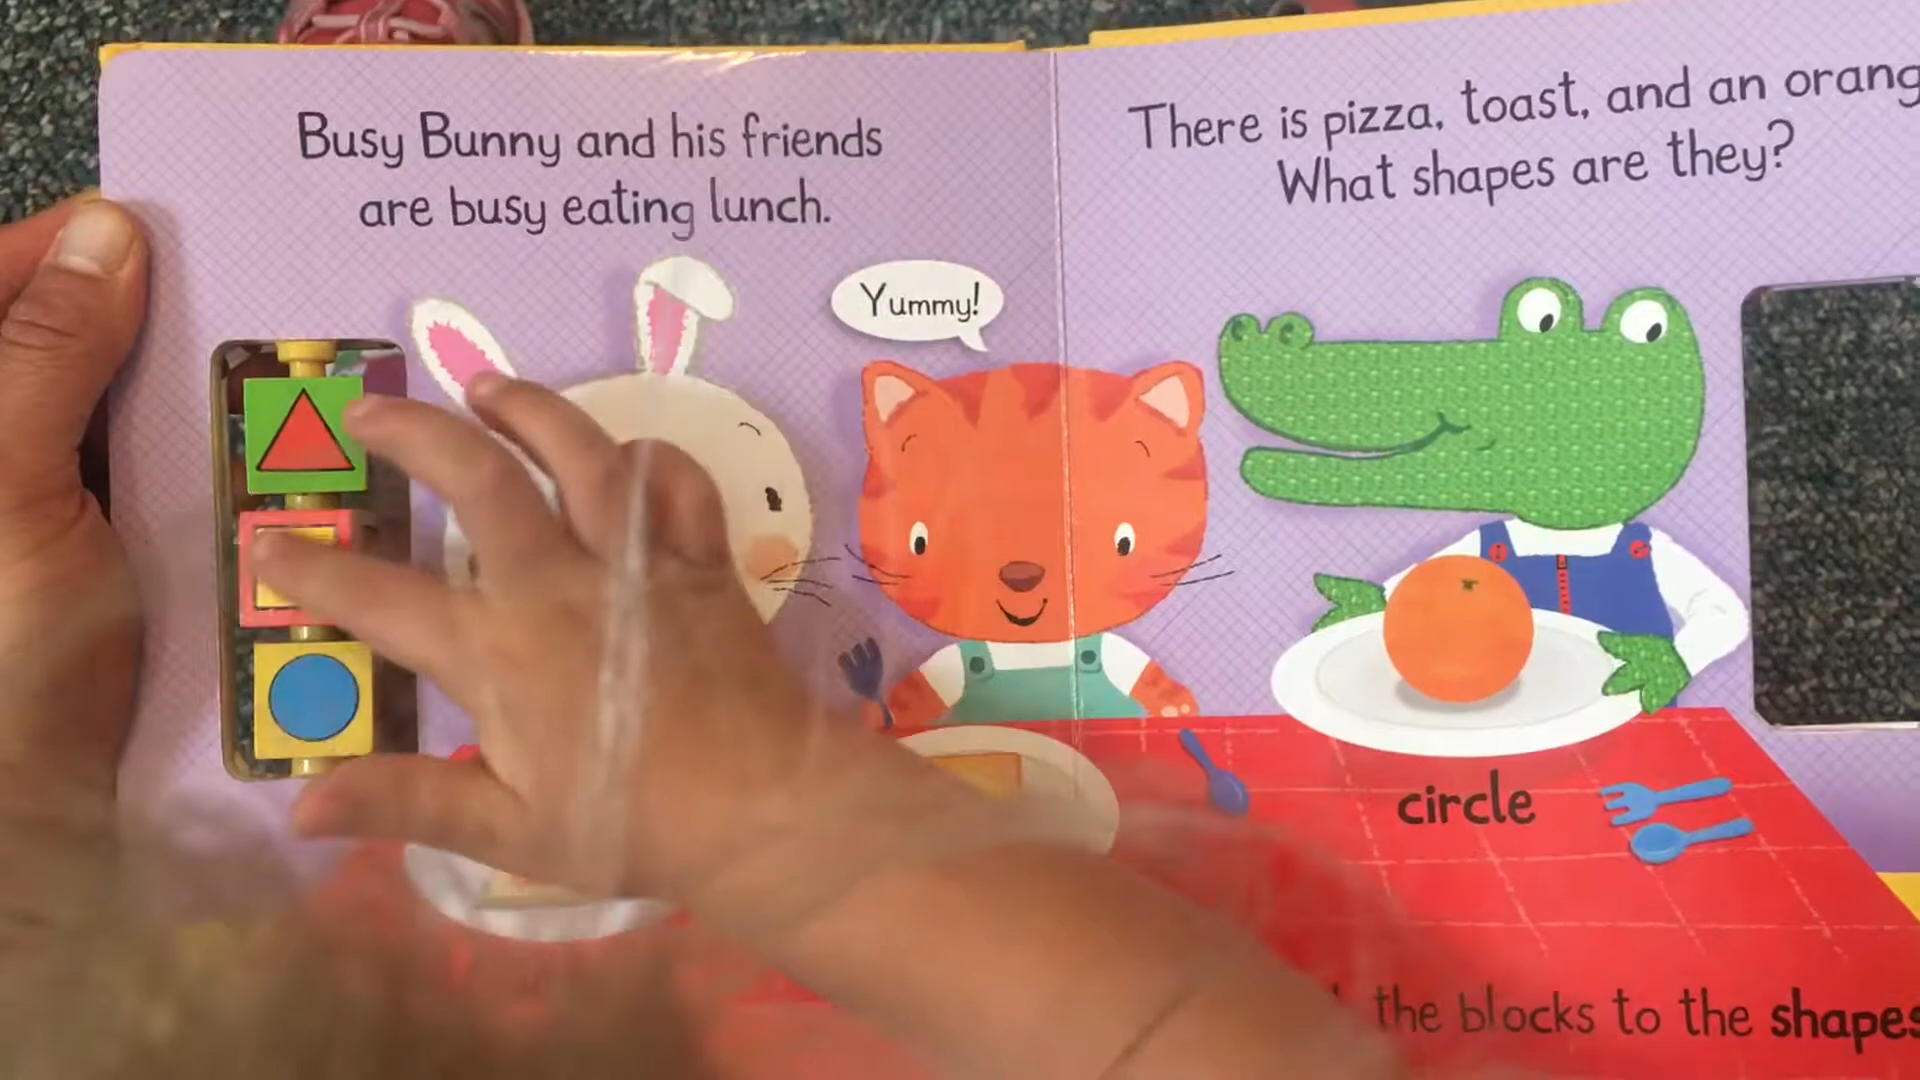 Busy Bunny and his friends
are busy eating lunch.
There is pizza, toast, and an orang
What shapes are they?
Yummy!
circle
the blocks to the shapes